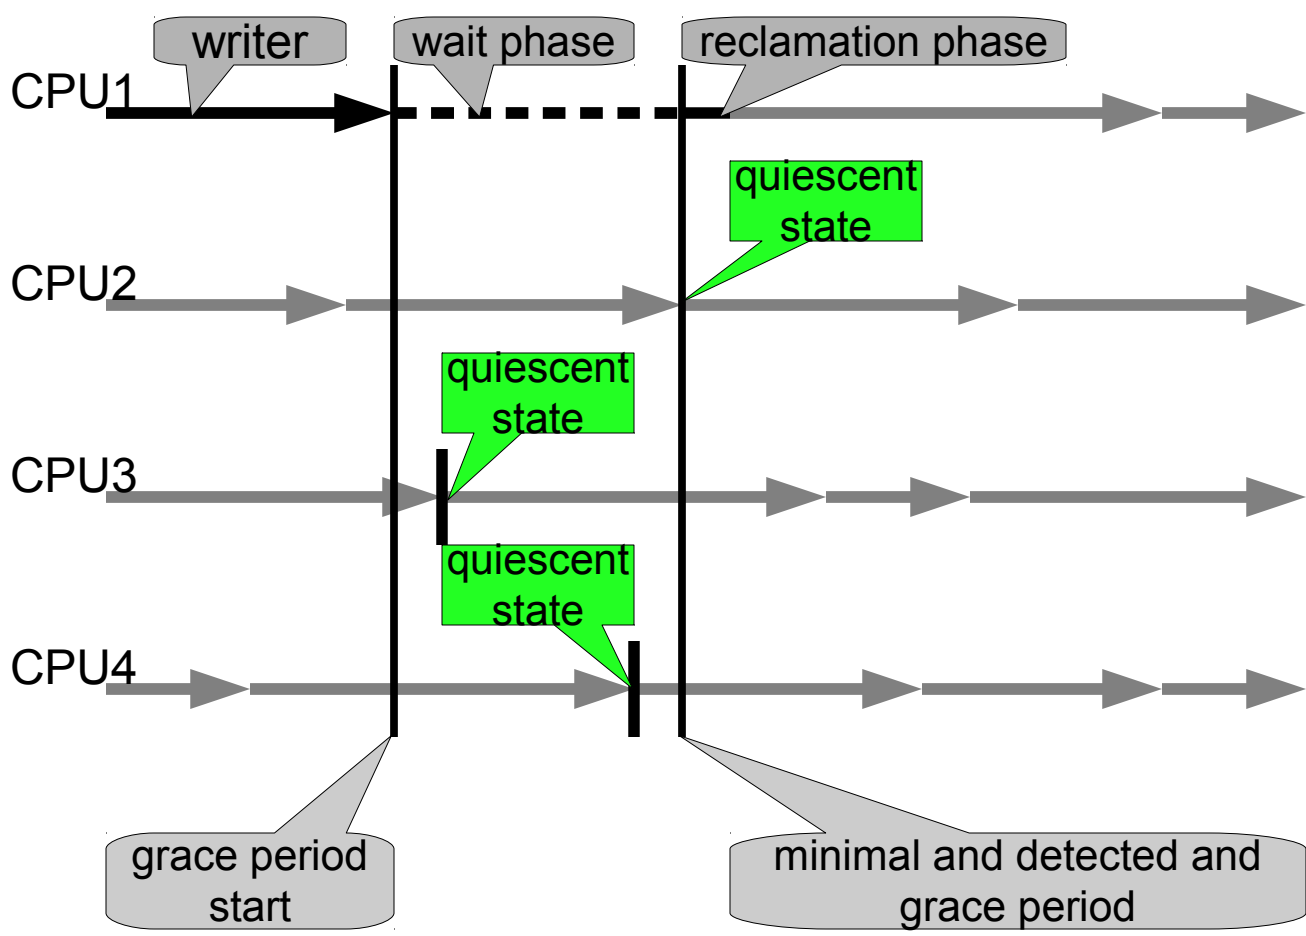 writer
wait phase
reclamation phase
CPU1
quiescent
state
CPU2
quiescent
state
CPU3
quiescent
state
CPU4
grace period
start
minimal and detected and
grace period